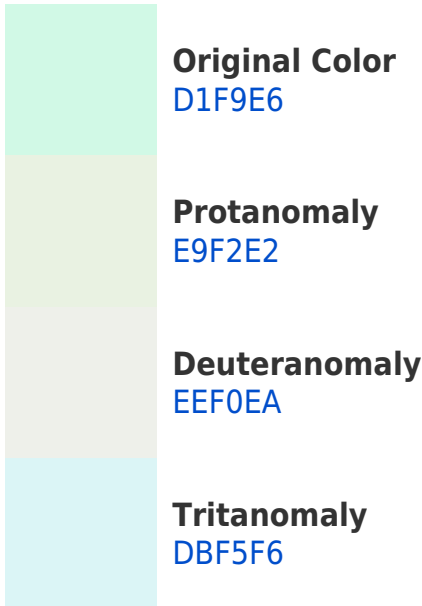 Original Color
D1F9E6
Protanomaly
E9F2E2
Deuteranomaly
EEF0EA
Tritanomaly
DBF5F6